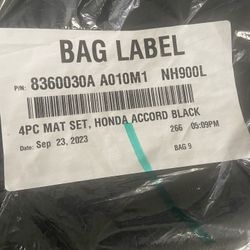 BAG LABEL
P/N: 8360030A A010M1 NH900L
4PC MAT SET, HONDA ACCORD BLACK
266 05:09PM
DATE: Sep 23, 2023
BAG 9